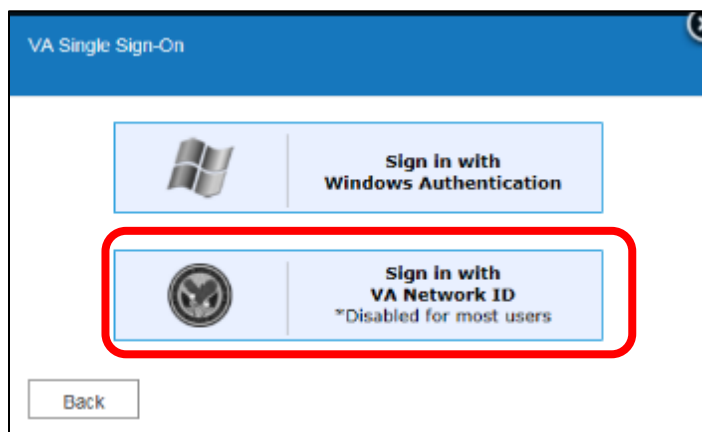 VA Single Sign-On
Sign in with
Windows Authentication
Sign in with
VA Network ID
*Disabled for most users
Back